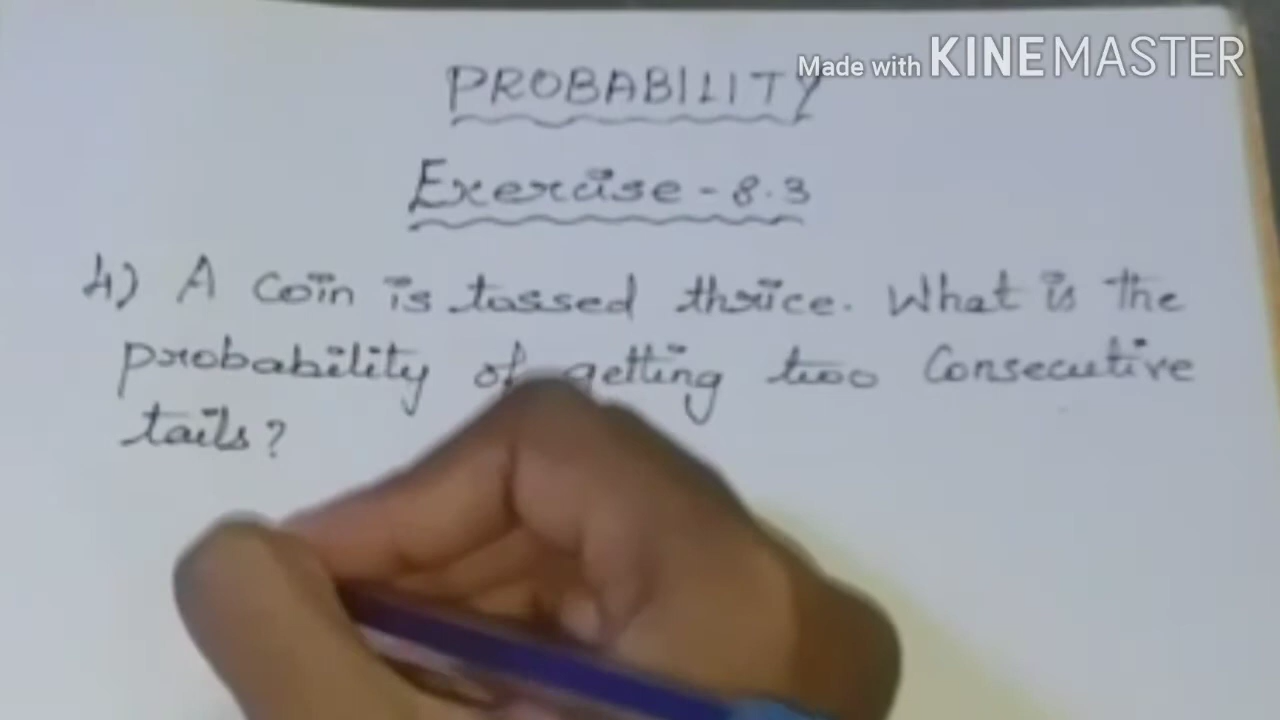 Made with KINEMASTER
PROBABILITY
Exercise - 8.3
4) A coin is tossed thrice. What is the
probability of getting two Consecutive
tails?